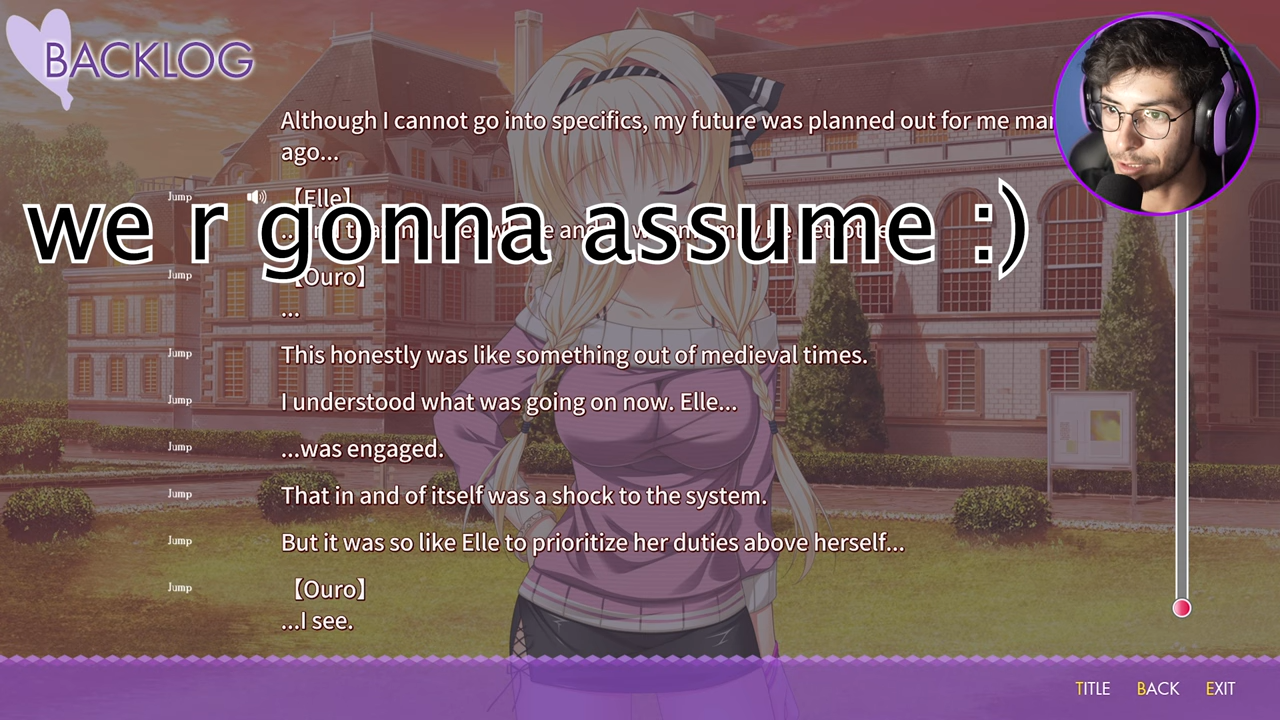 BACKLOG
Although I cannot go into specifics, my future was planned out for me
ago...
Jump
【Elle】
we r gonna assume :)
Jump
【Ouro】
...
Jump
This honestly was like something out of medieval times.
Jump
I understood what was going on now. Elle...
Jump
...was engaged.
Jump
That in and of itself was a shock to the system.
Jump
But it was so like Elle to prioritize her duties above herself...
Jump
【Ouro】
...I see.
TITLE BACK EXIT